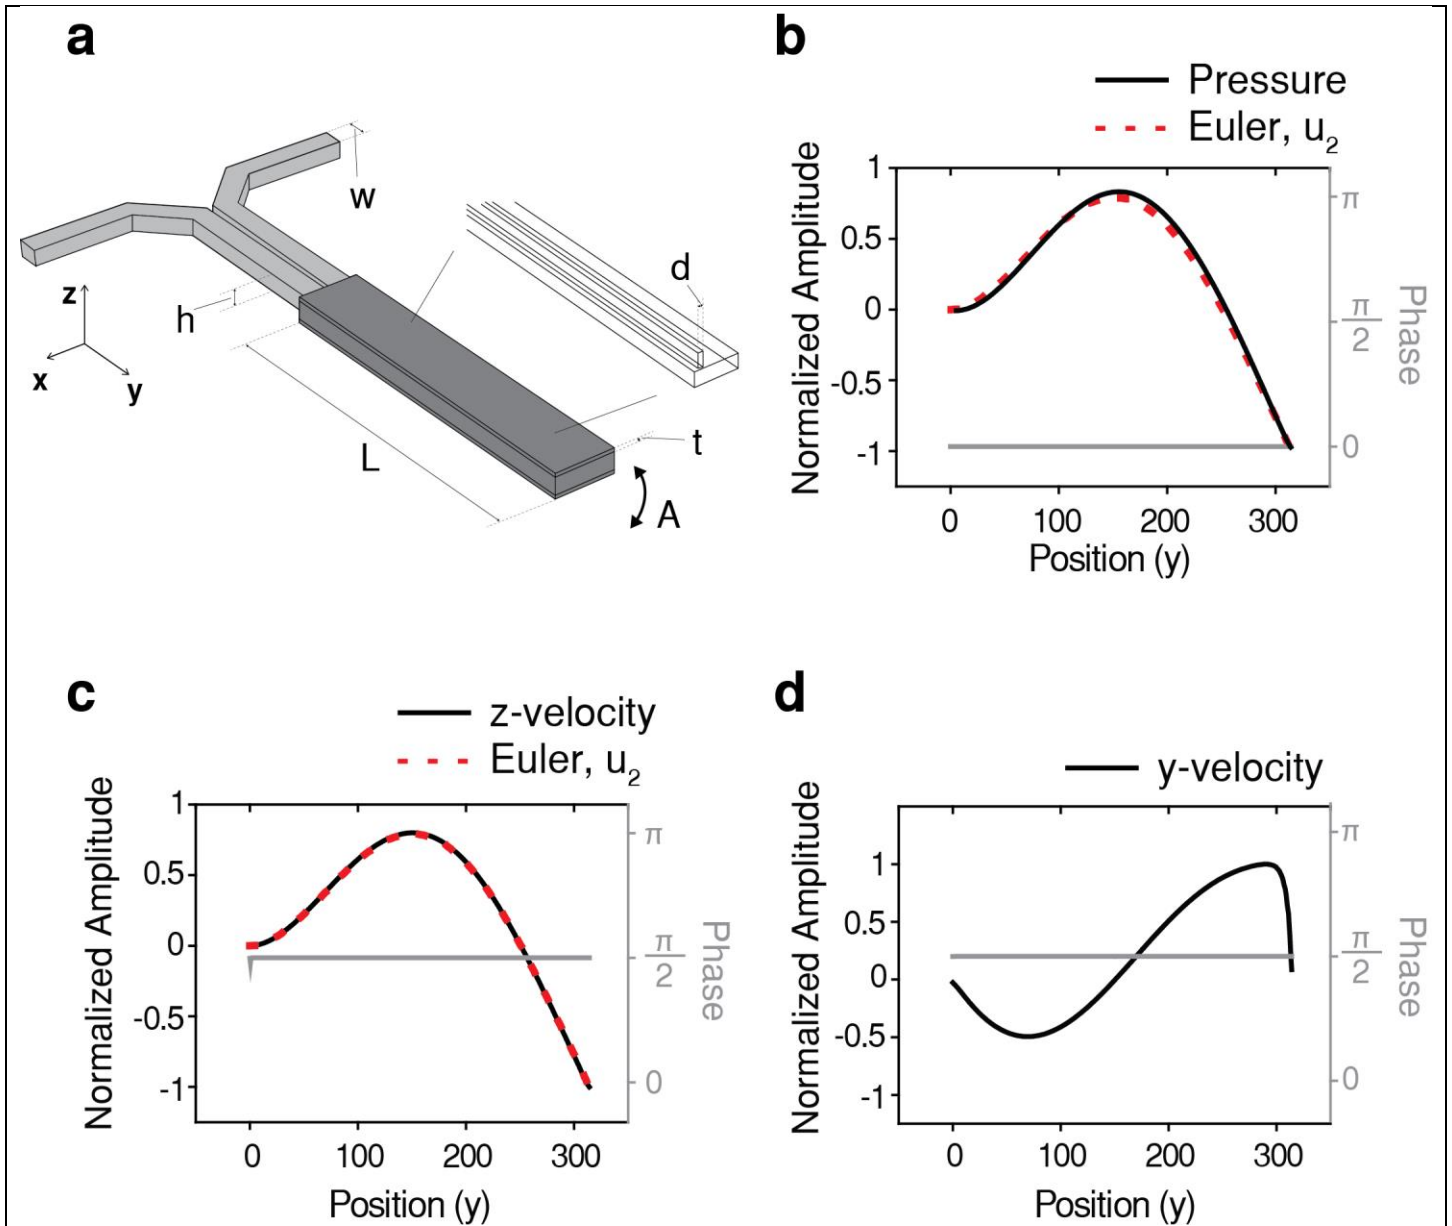 a
w
d
z
h
x
y
L
t
A
b
Pressure
Euler, u2
Normalized Amplitude
1
0.5
0
-0.5
-1
π
π
2
0
Phase
0 100 200 300
Position (y)
c
z-velocity
Euler, u2
Normalized Amplitude
1
0.5
0
-0.5
-1
π
π
2
0
Phase
0 100 200 300
Position (y)
d
y-velocity
Normalized Amplitude
1
0.5
0
-0.5
-1
π
π
2
0
Phase
0 100 200 300
Position (y)